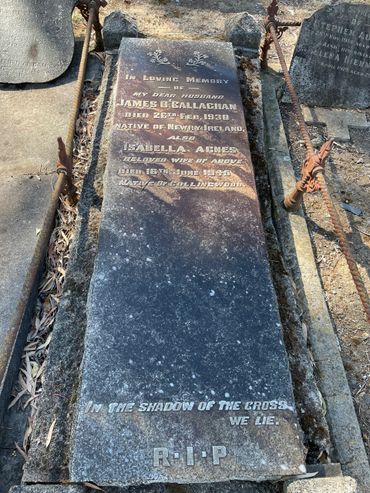 In Loving Memory
— OF —
My Dear Husband
James O'Callaghan
Died 26th Feb. 1938
Native of Newry. Ireland.
Also
Isabella Agnes
Beloved Wife of Above
Died 16th June 1946
Native of Collingwood.
In the Shadow of the Cross
We Lie.
R·I·P
Stephen